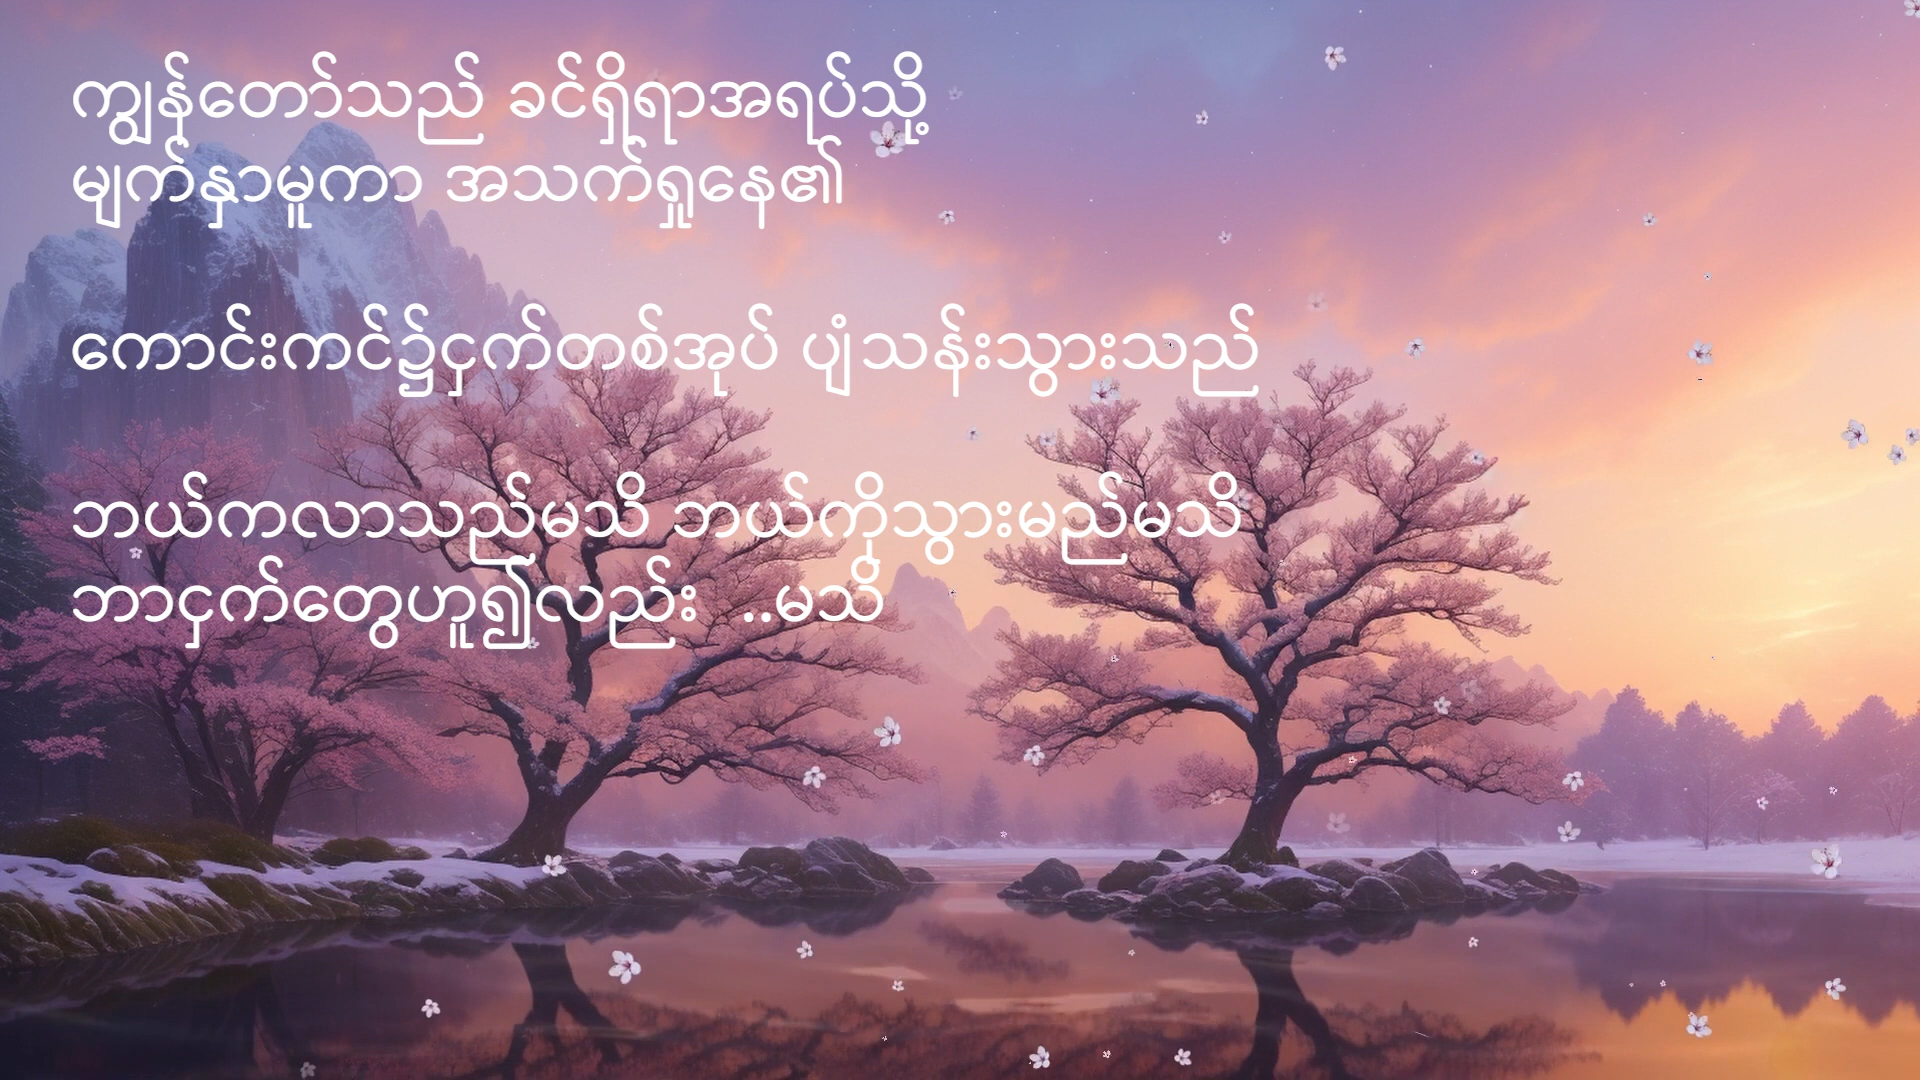 ကျွန်တော်သည် ခင်ရှိရာအရပ်သို့
မျက်နှာမူကာ အသက်ရှုနေ၏
ကောင်းကင်၌ငှက်တစ်အုပ် ပျံသန်းသွားသည်
ဘယ်ကလာသည်မသိ ဘယ်ကိုသွားမည်မသိ
ဘာငှက်တွေဟူ၍လည်း ..မသိ